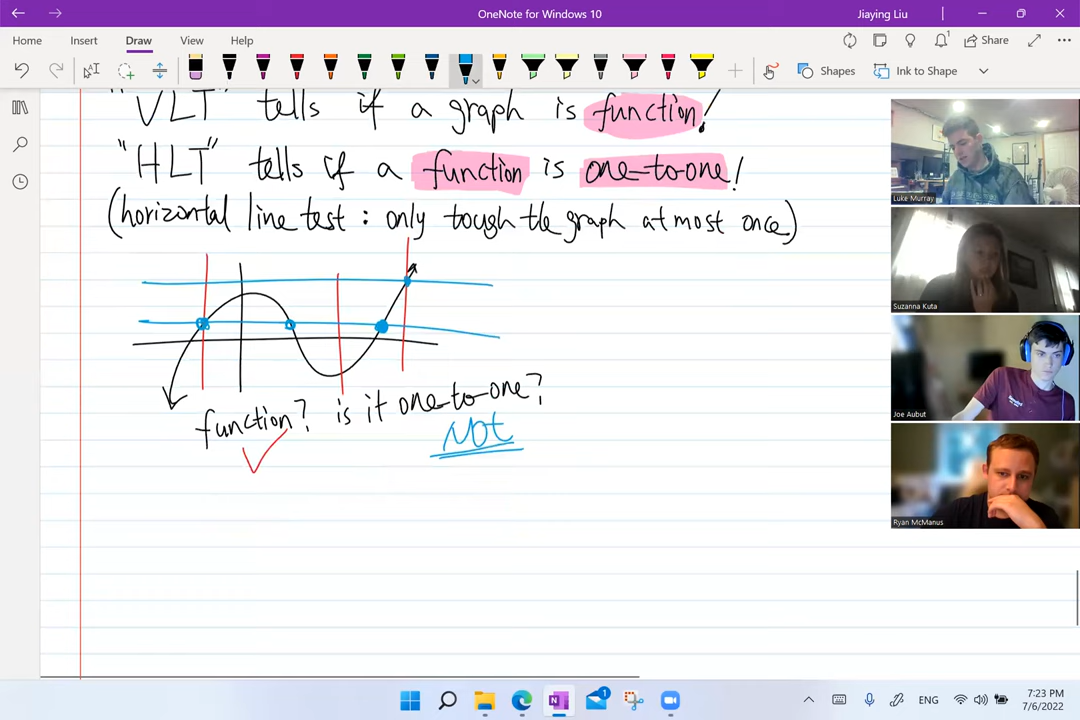 OneNote for Windows 10
Jiaying Liu
Home Insert Draw View Help
Share
Shapes Ink to Shape
"VLT" tells if a graph is function!
"HLT" tells if a function is one-to-one!
(horizontal line test : only tough the graph at most once)
function? is it one-to-one?
Not
Luke Murray
Suzanna Kuta
Joe Aubut
Ryan McManus
1
ENG
7:23 PM
7/6/2022